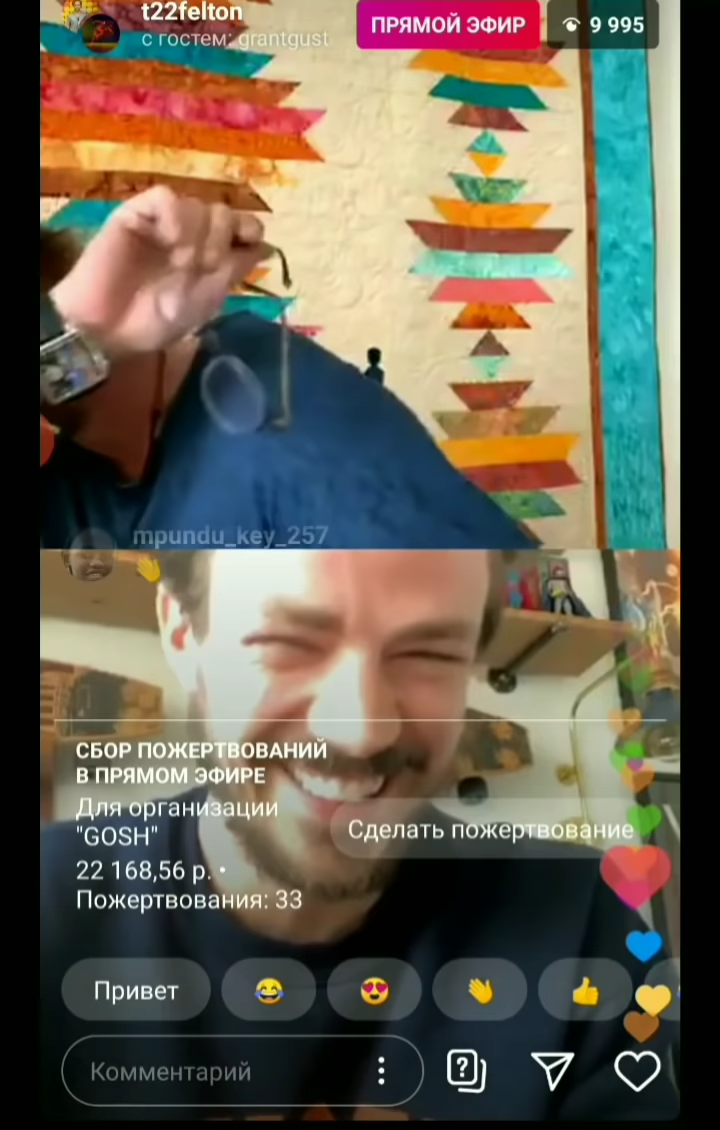 t22felton
с гостем: grantgust
ПРЯМОЙ ЭФИР
9 995
mpundu_key_257
СБОР ПОЖЕРТВОВАНИЙ
В ПРЯМОМ ЭФИРЕ
Для организации
"GOSH"
22 168,56 р. •
Пожертвования: 33
Сделать пожертвование
Привет
Комментарий